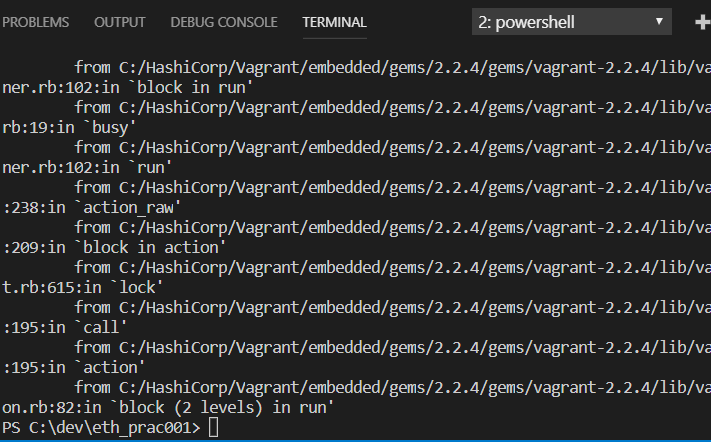 PROBLEMS OUTPUT DEBUG CONSOLE TERMINAL 2: powershell
from C:/HashiCorp/Vagrant/embedded/gems/2.2.4/gems/vagrant-2.2.4/lib/va
ner.rb:102:in `block in run'
from C:/HashiCorp/Vagrant/embedded/gems/2.2.4/gems/vagrant-2.2.4/lib/va
rb:19:in `busy'
from C:/HashiCorp/Vagrant/embedded/gems/2.2.4/gems/vagrant-2.2.4/lib/va
ner.rb:102:in `run'
from C:/HashiCorp/Vagrant/embedded/gems/2.2.4/gems/vagrant-2.2.4/lib/va
:238:in `action_raw'
from C:/HashiCorp/Vagrant/embedded/gems/2.2.4/gems/vagrant-2.2.4/lib/va
:209:in `block in action'
from C:/HashiCorp/Vagrant/embedded/gems/2.2.4/gems/vagrant-2.2.4/lib/va
t.rb:615:in `lock'
from C:/HashiCorp/Vagrant/embedded/gems/2.2.4/gems/vagrant-2.2.4/lib/va
:195:in `call'
from C:/HashiCorp/Vagrant/embedded/gems/2.2.4/gems/vagrant-2.2.4/lib/va
:195:in `action'
from C:/HashiCorp/Vagrant/embedded/gems/2.2.4/gems/vagrant-2.2.4/lib/va
on.rb:82:in `block (2 levels) in run'
PS C:\dev\eth_prac001>